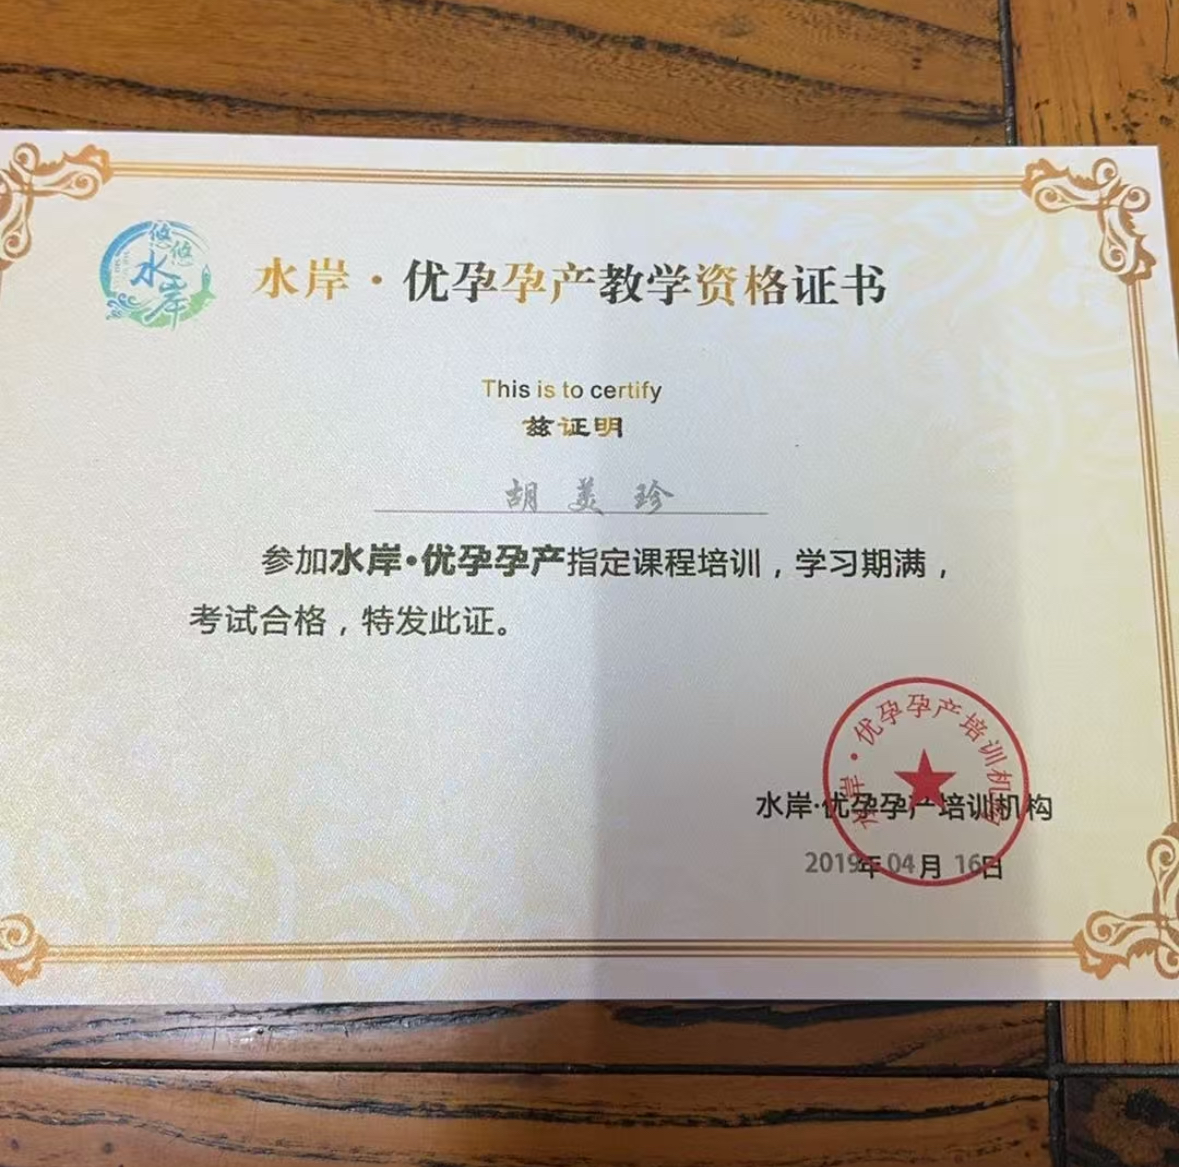 悠悠
水岸
水岸·优孕孕产教学资格证书
This is to certify
兹证明
胡美珍
参加水岸·优孕孕产指定课程培训，学习期满，
考试合格，特发此证。
水岸·优孕孕产培训机构
水岸·优孕孕产培训机构
2019年04月16日